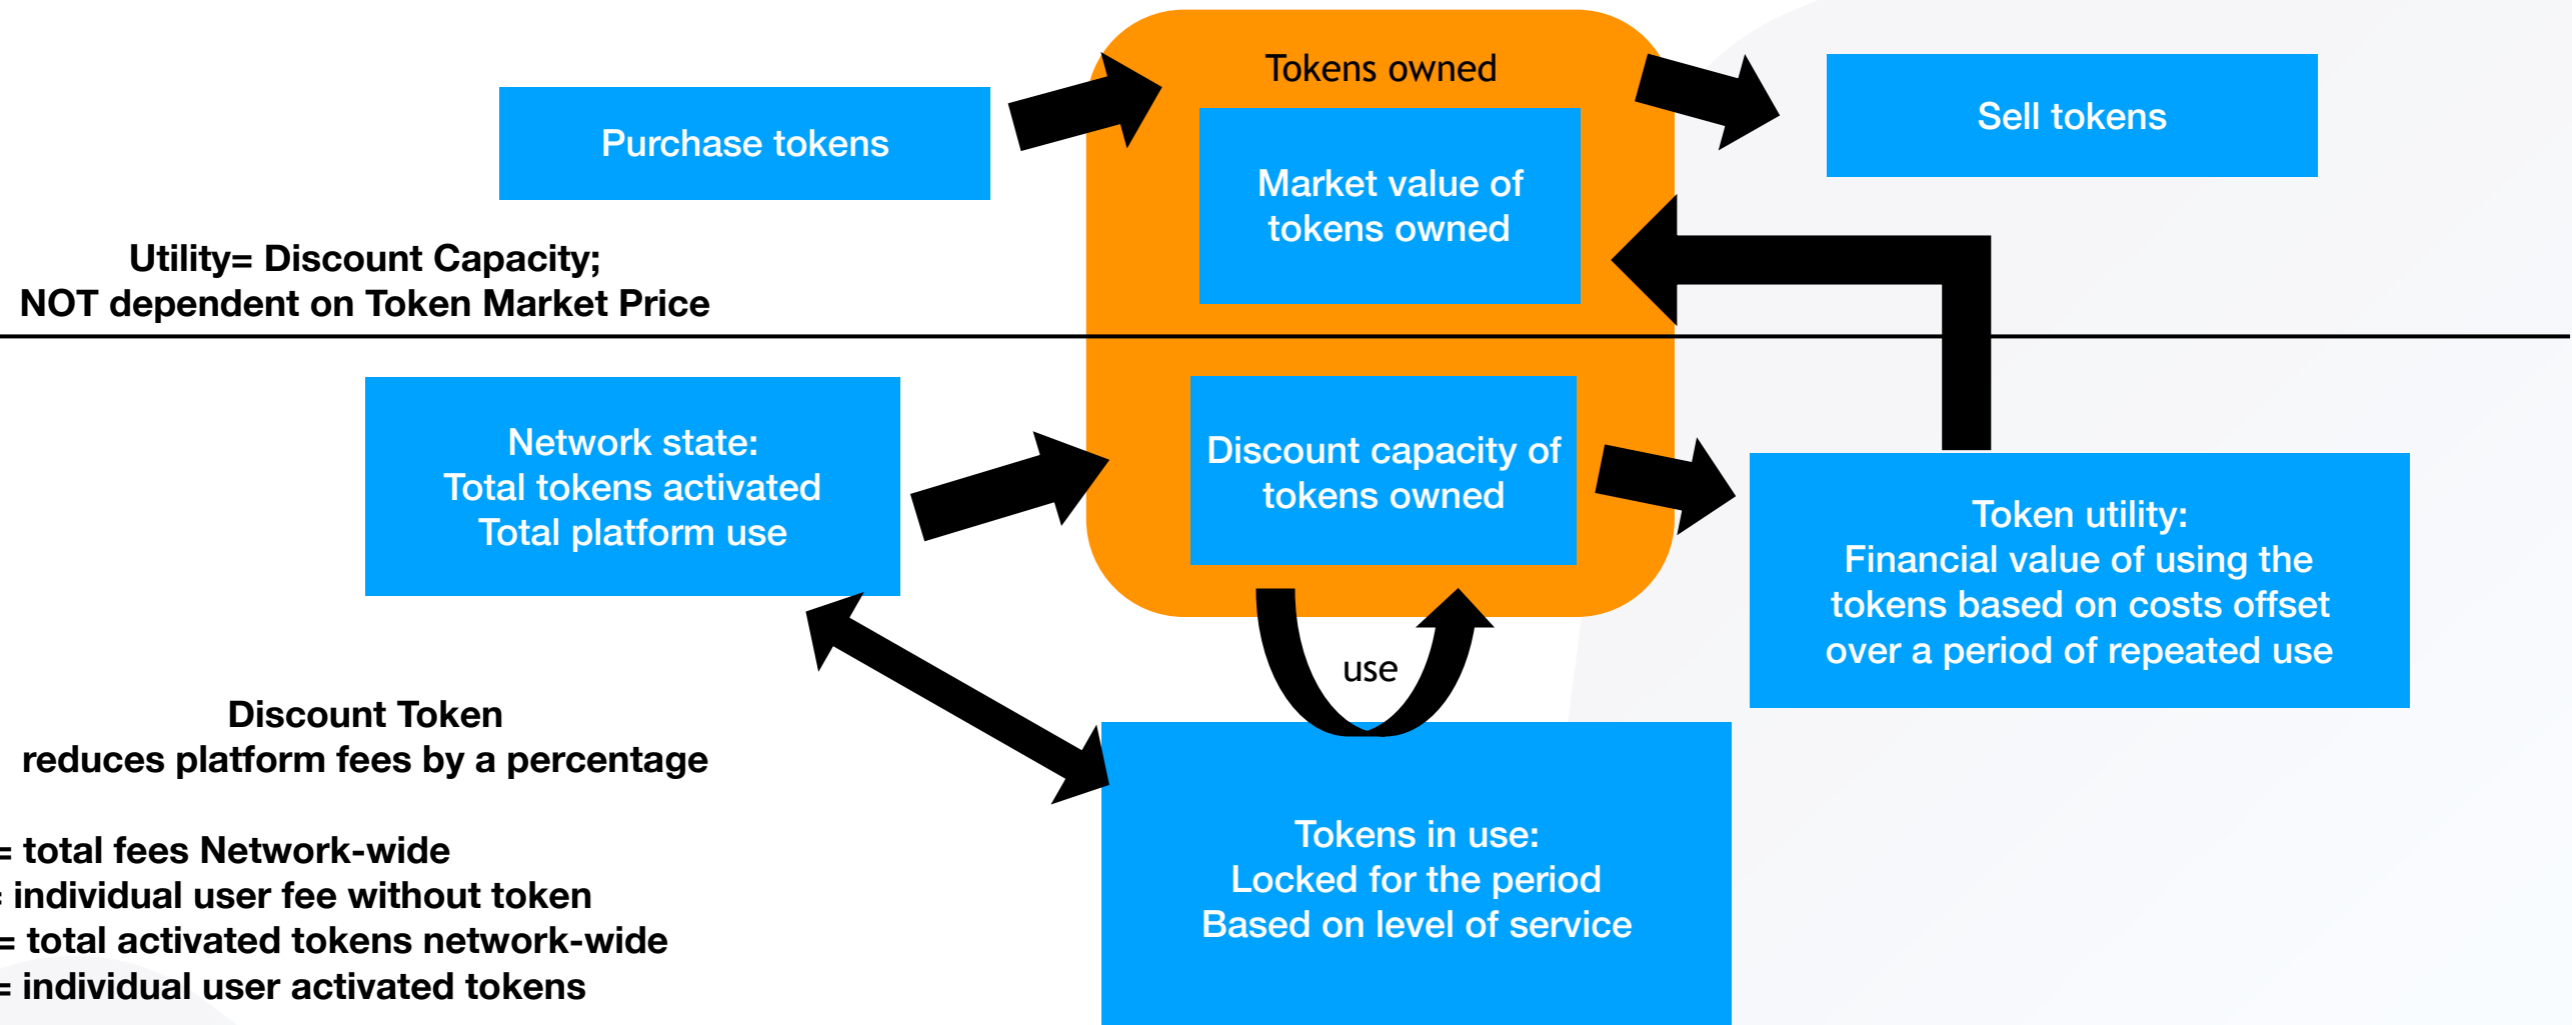 Tokens owned
Purchase tokens
Market value of
tokens owned
Sell tokens
Utility= Discount Capacity;
NOT dependent on Token Market Price
Network state:
Total tokens activated
Total platform use
Discount capacity of
tokens owned
Token utility:
Financial value of using the
tokens based on costs offset
over a period of repeated use
use
Discount Token
reduces platform fees by a percentage
= total fees Network-wide
= individual user fee without token
= total activated tokens network-wide
= individual user activated tokens
Tokens in use:
Locked for the period
Based on level of service